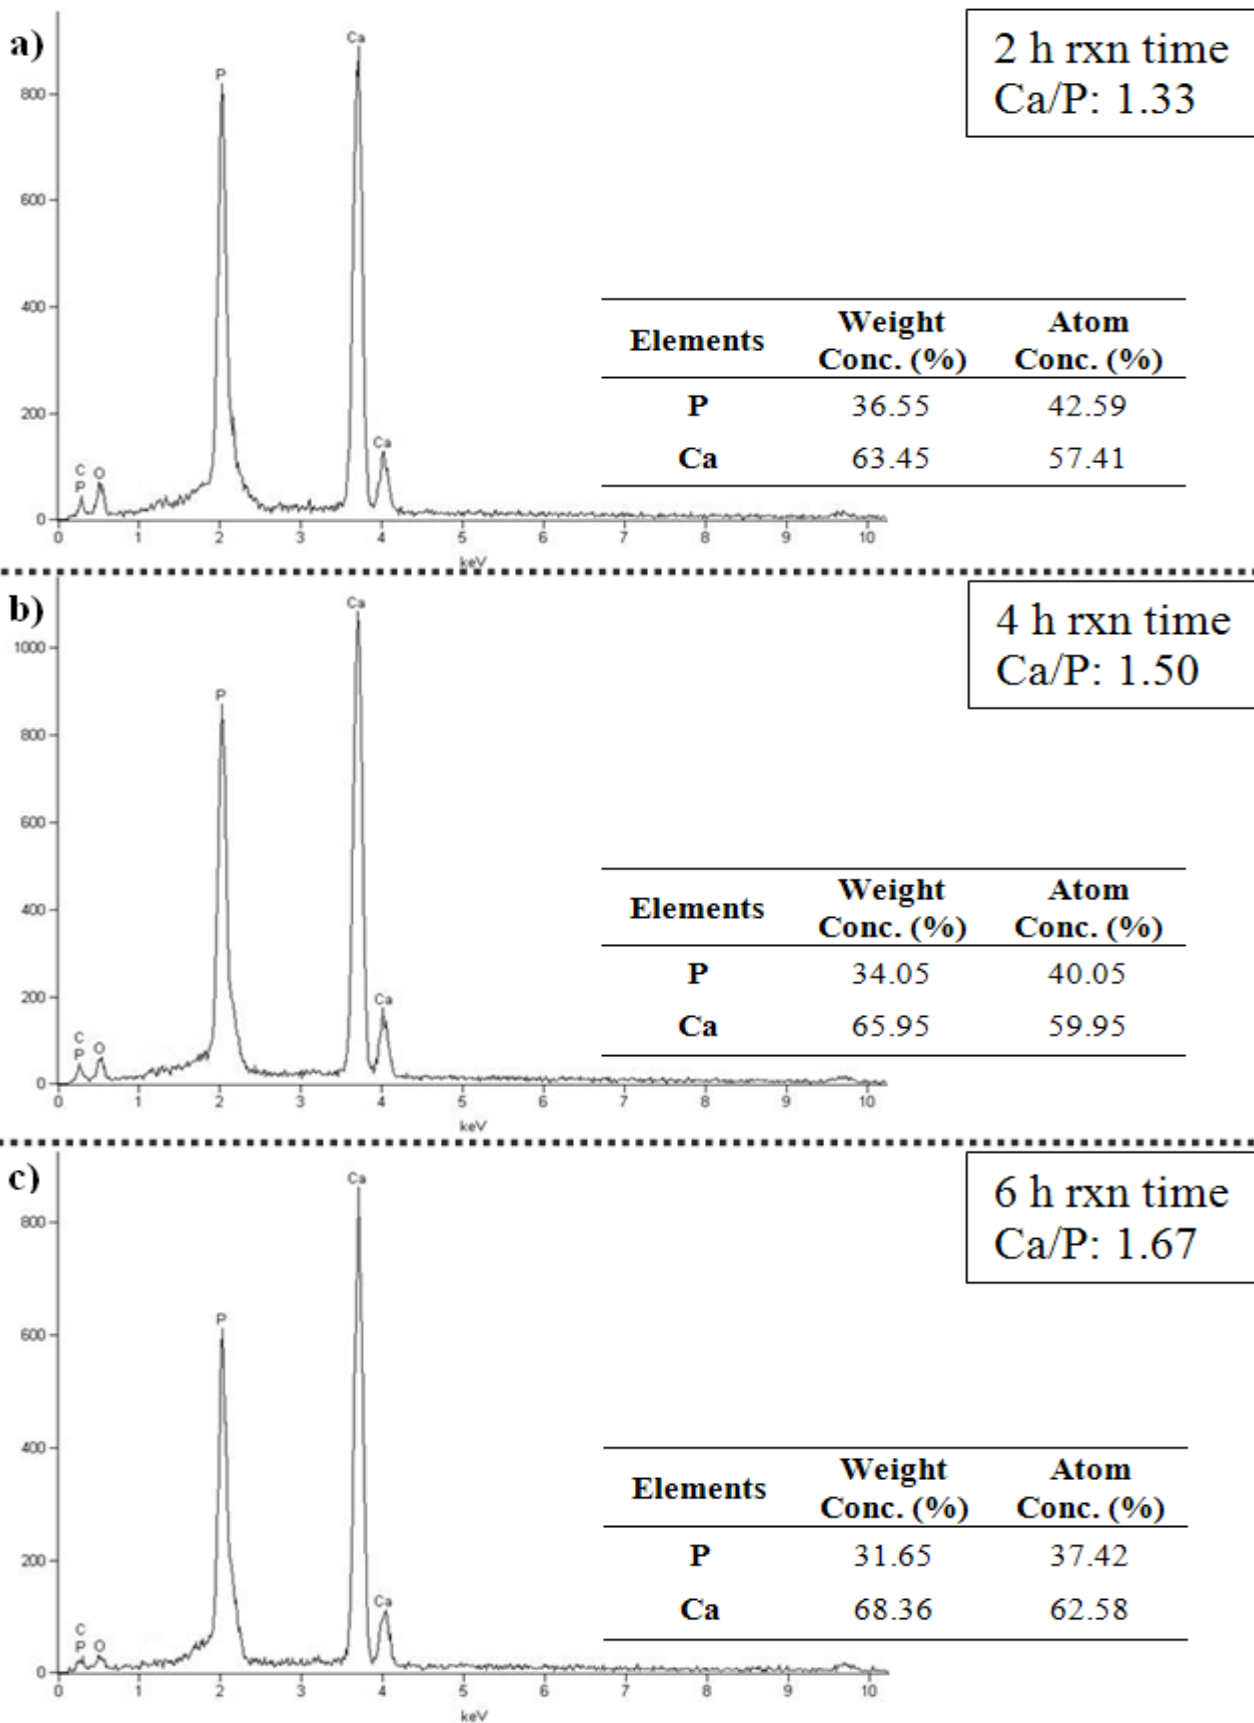 a)
2 h rxn time
Ca/P: 1.33
Ca
P
800
600
400
200
0
C
P
O
Ca
0 1 2 3 4 5 6 7 8 9 10
keV
Elements Weight Conc. (%) Atom Conc. (%)
P 36.55 42.59
Ca 63.45 57.41
b)
4 h rxn time
Ca/P: 1.50
Ca
P
1000
800
600
400
200
0
C
P
O
Ca
0 1 2 3 4 5 6 7 8 9 10
keV
Elements Weight Conc. (%) Atom Conc. (%)
P 34.05 40.05
Ca 65.95 59.95
c)
6 h rxn time
Ca/P: 1.67
Ca
P
800
600
400
200
0
C
P
O
Ca
0 1 2 3 4 5 6 7 8 9 10
keV
Elements Weight Conc. (%) Atom Conc. (%)
P 31.65 37.42
Ca 68.36 62.58